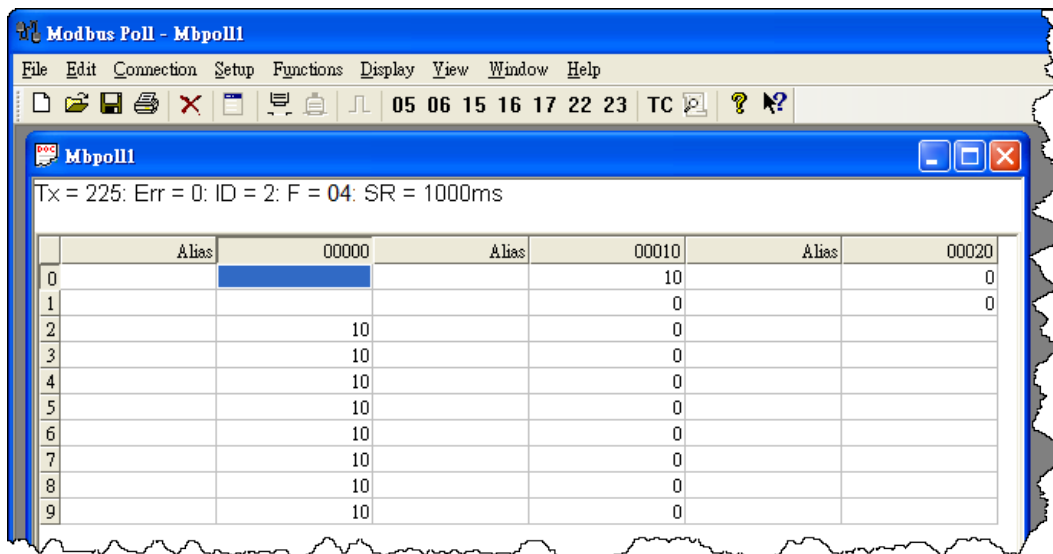 Modbus Poll - Mbpoll1
File Edit Connection Setup Functions Display View Window Help
05 06 15 16 17 22 23 TC
DOC Mbpoll1
Tx = 225: Err = 0: ID = 2: F = 04: SR = 1000ms
Alias 00000 Alias 00010 Alias 00020
0 10 0
1 0 0
2 10 0
3 10 0
4 10 0
5 10 0
6 10 0
7 10 0
8 10 0
9 10 0